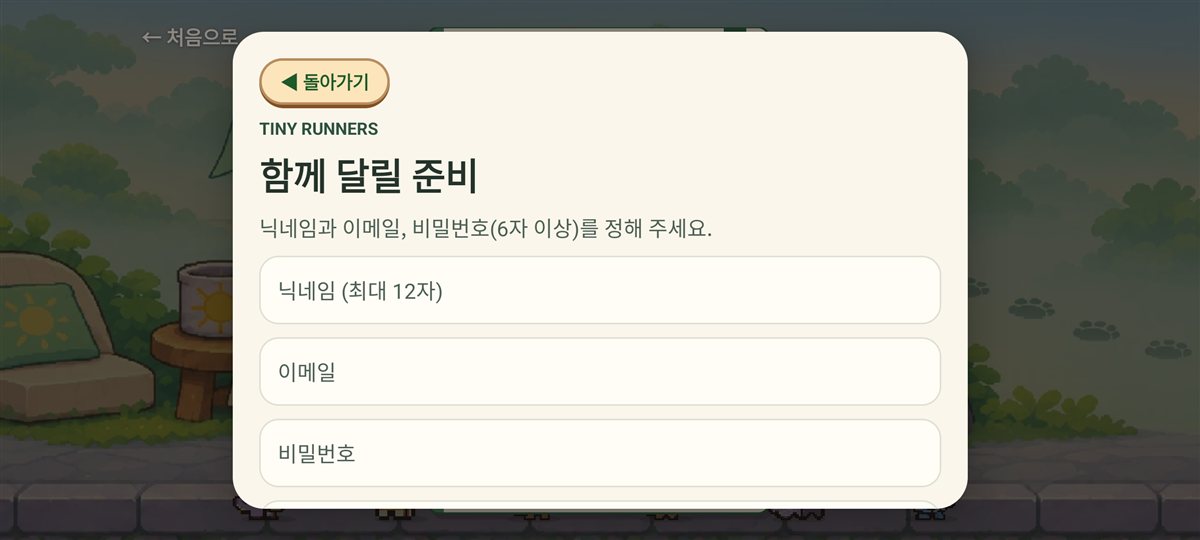 ← 처음으로
◀ 돌아가기
TINY RUNNERS
함께 달릴 준비
닉네임과 이메일, 비밀번호(6자 이상)를 정해 주세요.
닉네임 (최대 12자)
이메일
비밀번호